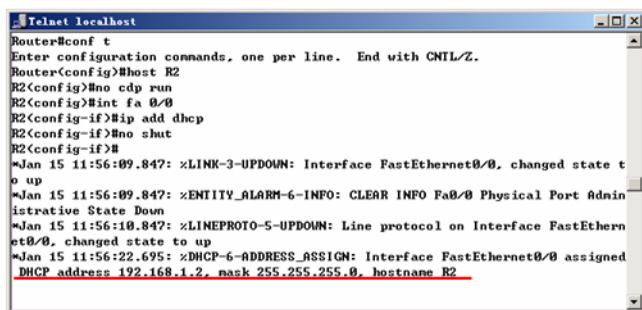 Telnet localhost
Router#conf t
Enter configuration commands, one per line.  End with CNTL/Z.
Router(config)#host R2
R2(config)#no cdp run
R2(config)#int fa 0/0
R2(config-if)#ip add dhcp
R2(config-if)#no shut
R2(config-if)#
*Jan 15 11:56:09.847: %LINK-3-UPDOWN: Interface FastEthernet0/0, changed state t
o up
*Jan 15 11:56:09.847: %ENTITY_ALARM-6-INFO: CLEAR INFO Fa0/0 Physical Port Admin
istrative State Down
*Jan 15 11:56:10.847: %LINEPROTO-5-UPDOWN: Line protocol on Interface FastEthern
et0/0, changed state to up
*Jan 15 11:56:22.695: %DHCP-6-ADDRESS_ASSIGN: Interface FastEthernet0/0 assigned
 DHCP address 192.168.1.2, mask 255.255.255.0, hostname R2